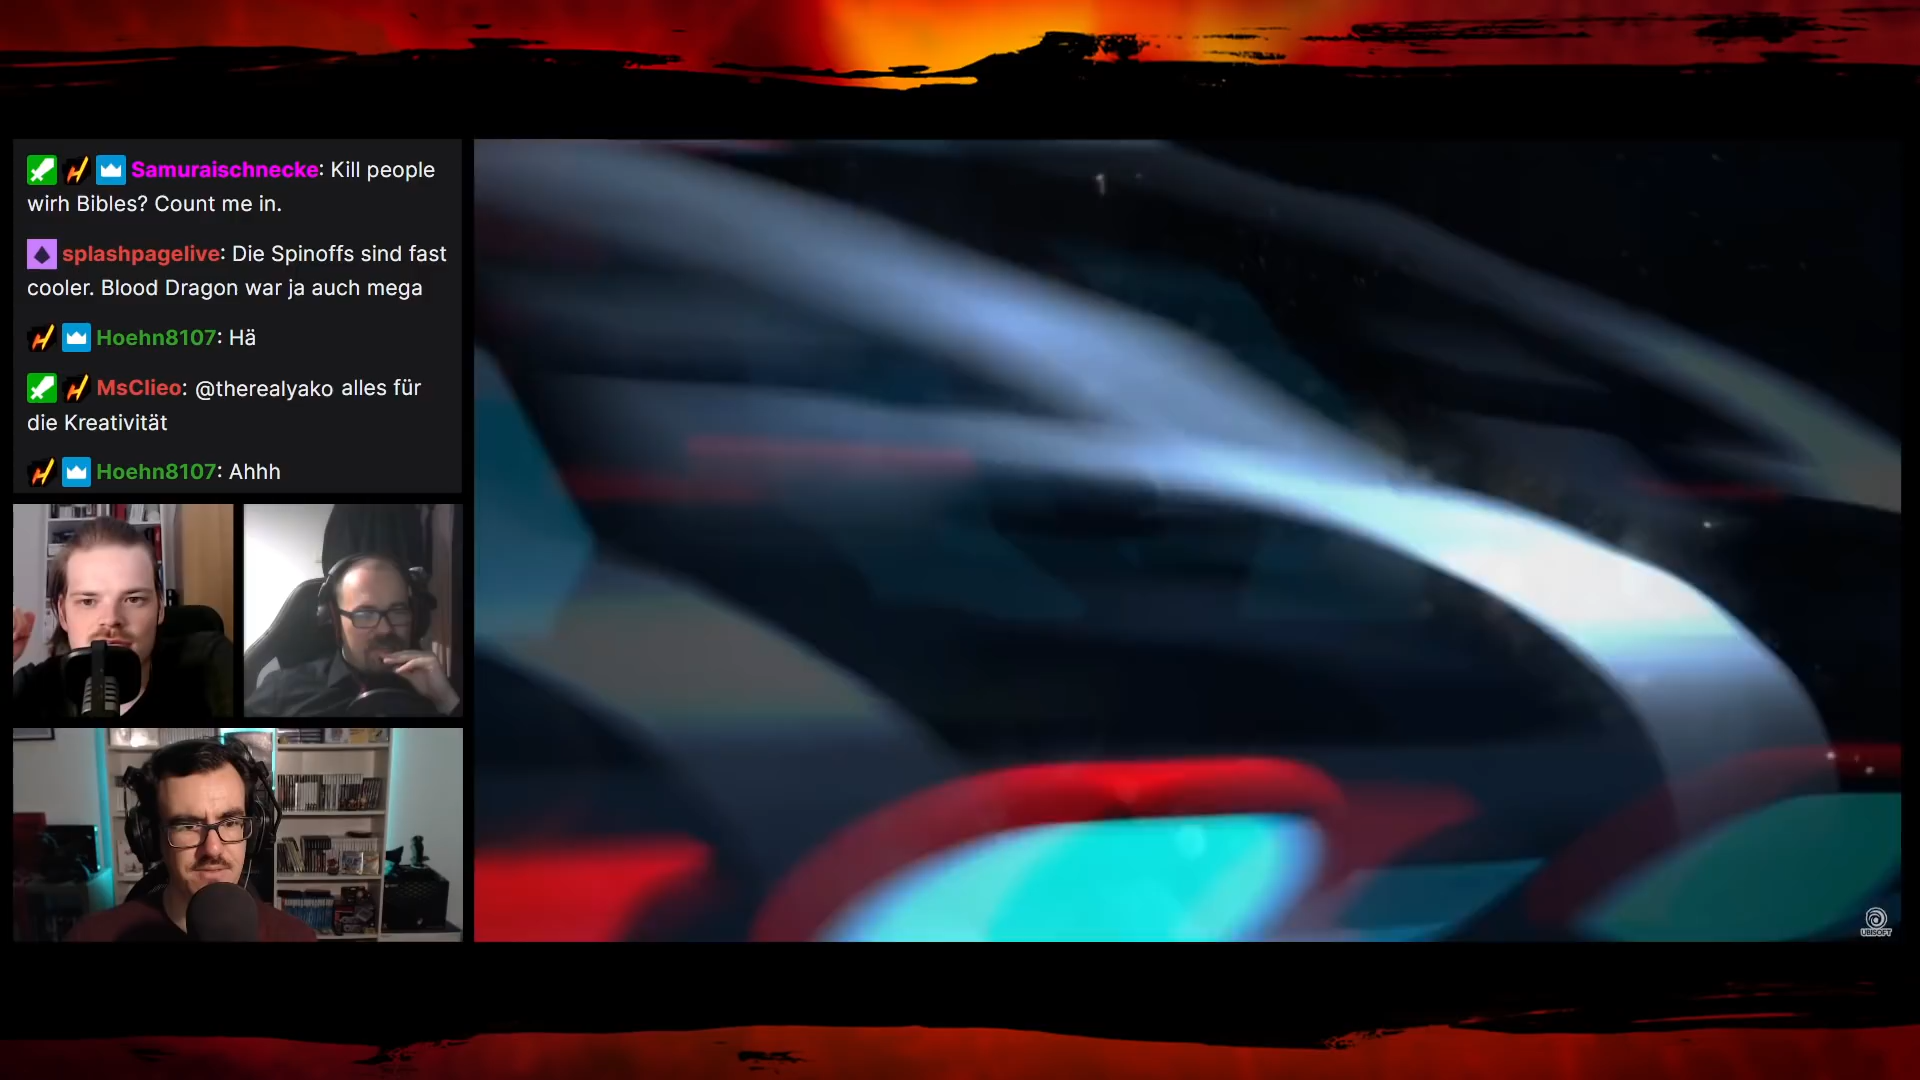 Samuraischnecke: Kill people
wirh Bibles? Count me in.
splashpagelive: Die Spinoffs sind fast
cooler. Blood Dragon war ja auch mega
Hoehn8107: Hä
MsClieo: @therealyako alles für
die Kreativität
Hoehn8107: Ahhh
UBISOFT